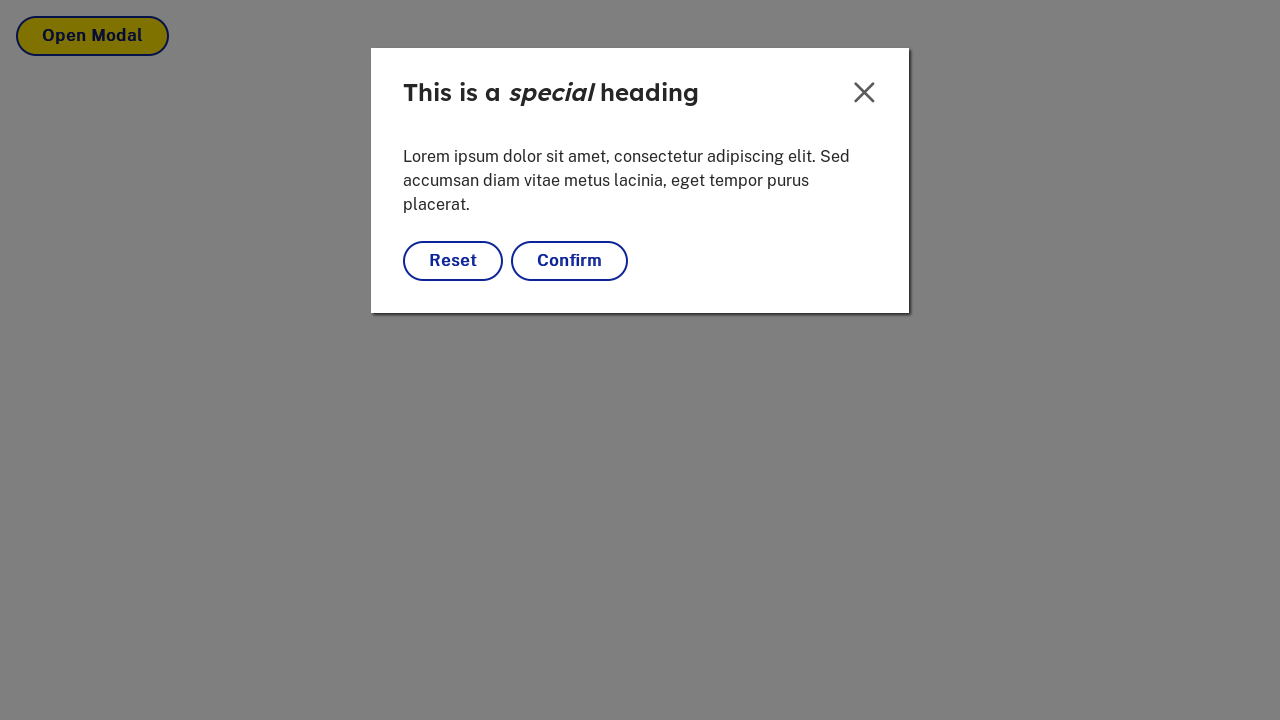 Open Modal
This is a special heading
Lorem ipsum dolor sit amet, consectetur adipiscing elit. Sed
accumsan diam vitae metus lacinia, eget tempor purus
placerat.
Reset Confirm